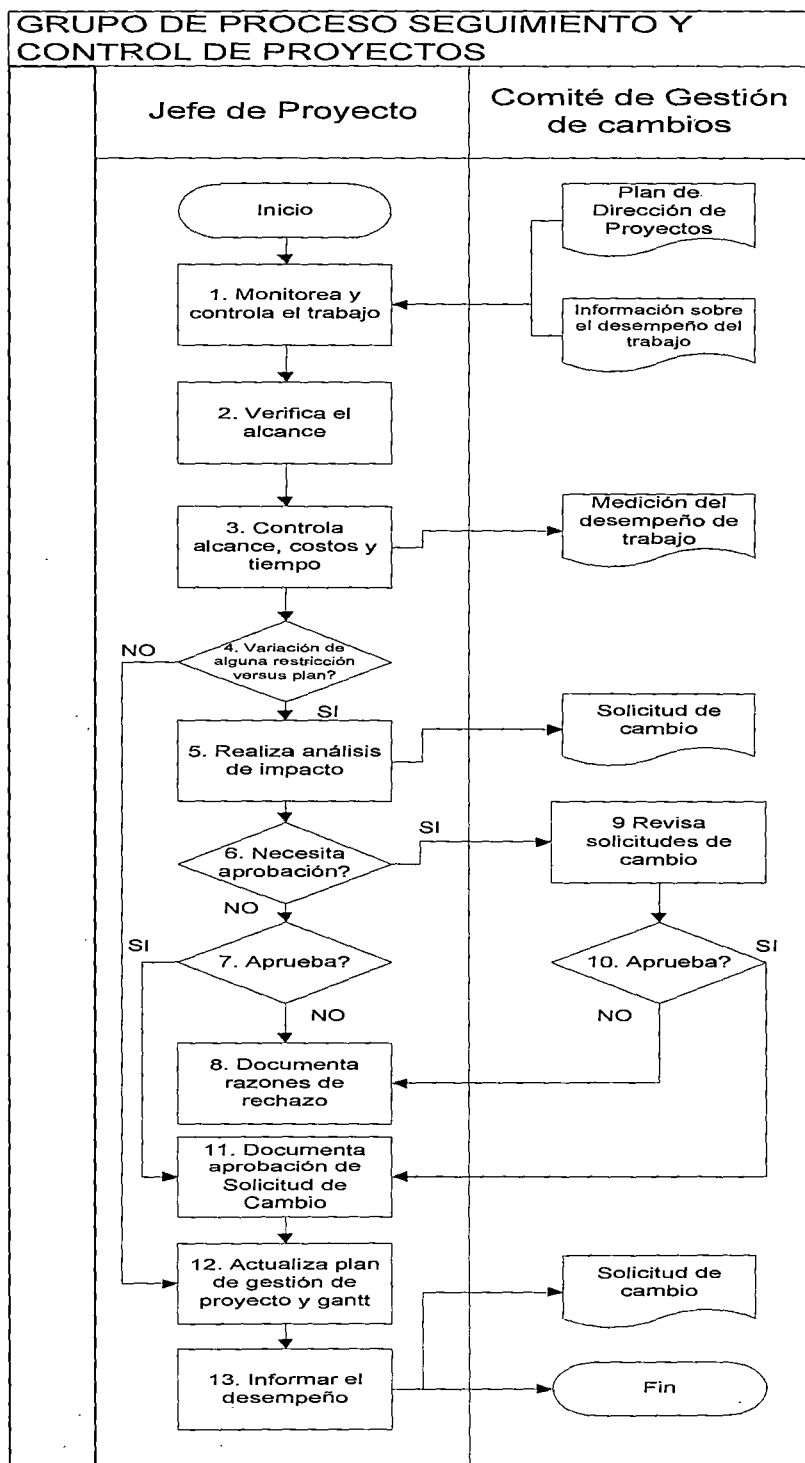 GRUPO DE PROCESO SEGUIMIENTO Y
CONTROL DE PROYECTOS
Jefe de Proyecto
Comité de Gestión
de cambios
Inicio
Plan de
Dirección de
Proyectos
1. Monitorea y
controla el trabajo
Información sobre
el desempeño del
trabajo
2. Verifica el
alcance
3. Controla
alcance, costos y
tiempo
Medición del
desempeño de
trabajo
NO
4. Variación de
alguna restricción
versus plan?
SI
5. Realiza análisis
de impacto
Solicitud de
cambio
6. Necesita
aprobación?
SI
9 Revisa
solicitudes de
cambio
NO
SI
7. Aprueba?
10. Aprueba?
SI
NO
NO
8. Documenta
razones de
rechazo
11. Documenta
aprobación de
Solicitud de
Cambio
12. Actualiza plan
de gestión de
proyecto y gantt
Solicitud de
cambio
13. Informar el
desempeño
Fin